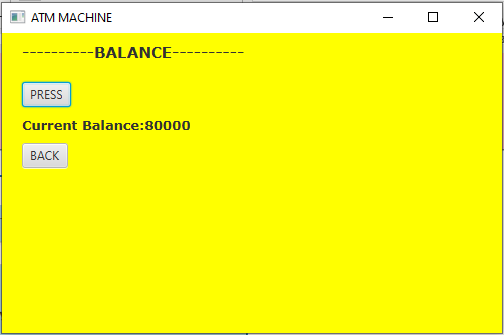 ATM MACHINE
----------BALANCE----------
PRESS
Current Balance:80000
BACK